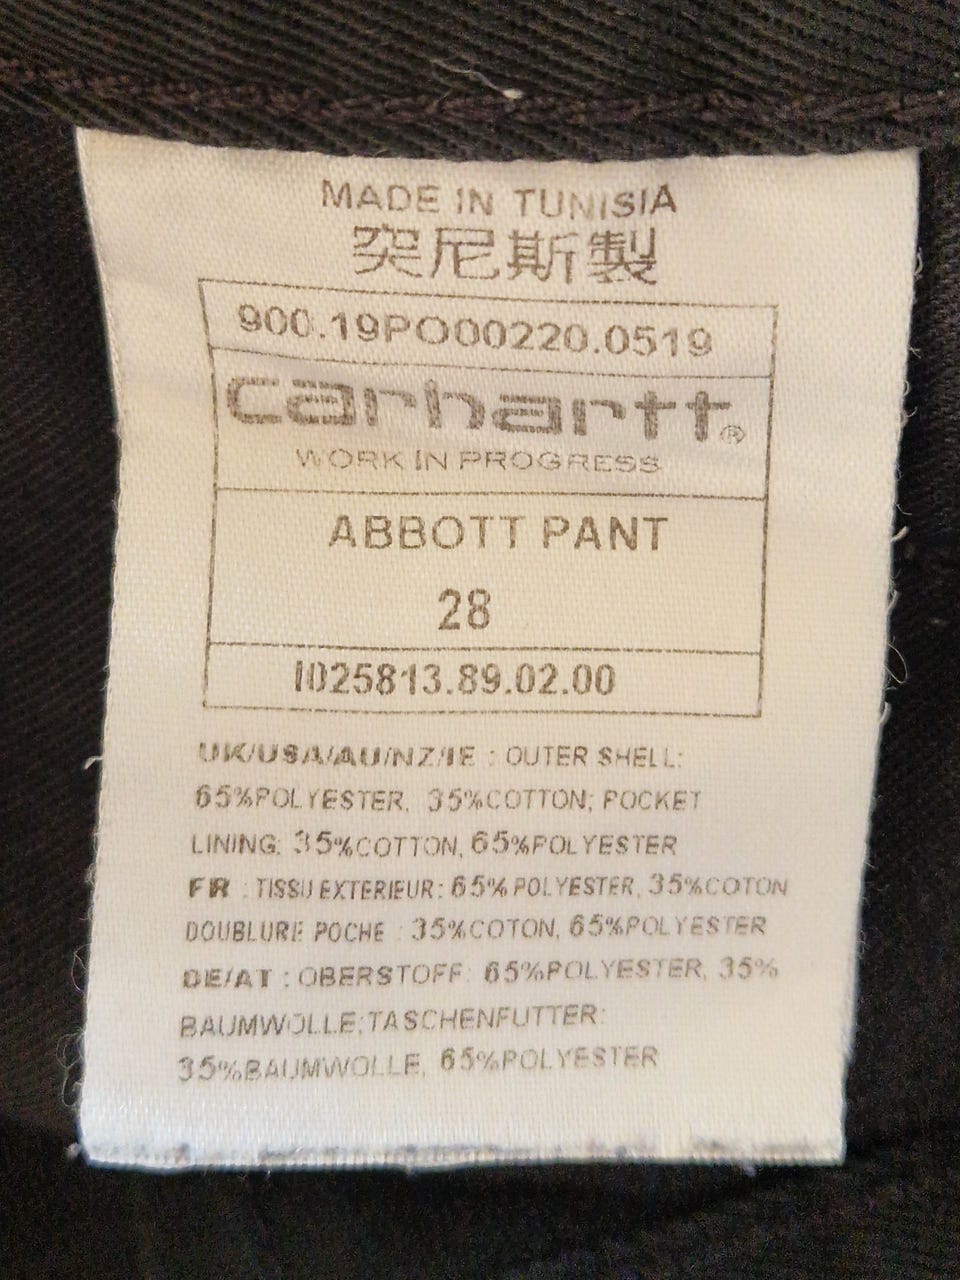 MADE IN TUNISIA
突尼斯製
900.19PO00220.0519
carhartt®
WORK IN PROGRESS
ABBOTT PANT
28
I025813.89.02.00
UK/USA/AU/NZ/IE : OUTER SHELL:
65%POLYESTER, 35%COTTON; POCKET
LINING: 35%COTTON, 65%POLYESTER
FR : TISSU EXTERIEUR: 65% POLYESTER, 35%COTON
DOUBLURE POCHE : 35%COTON, 65%POLYESTER
DE/AT : OBERSTOFF: 65%POLYESTER, 35%
BAUMWOLLE;TASCHENFUTTER:
35%BAUMWOLLE, 65%POLYESTER